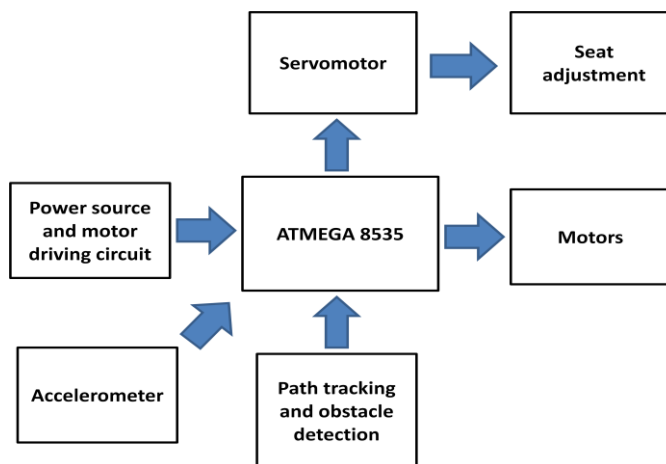 Servomotor
Seat
adjustment
Power source
and motor
driving circuit
ATMEGA 8535
Motors
Accelerometer
Path tracking
and obstacle
detection